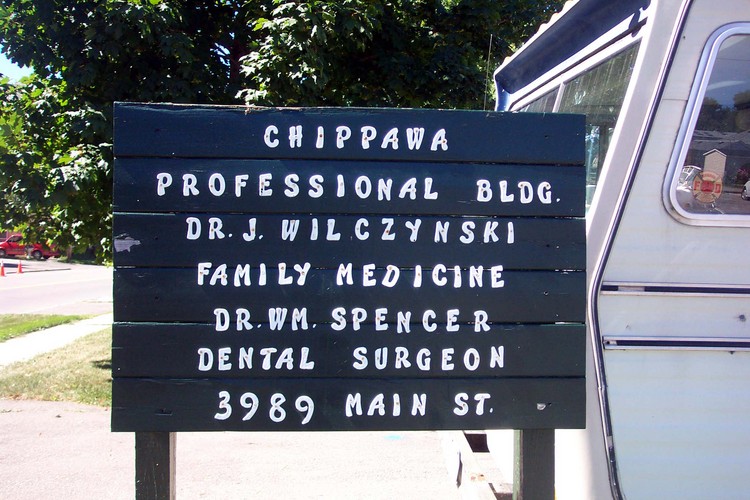 CHIPPAWA
PROFESSIONAL BLDG.
DR. J. WILCZYNSKI
FAMILY MEDICINE
DR. WM. SPENCER
DENTAL SURGEON
3989 MAIN ST.